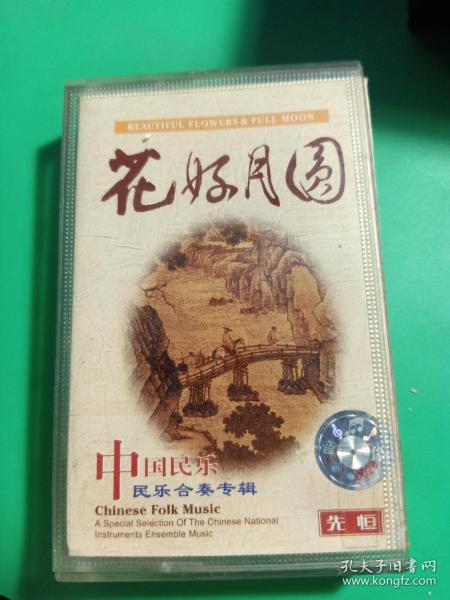 BEAUTIFUL FLOWERS & FULL MOON
花好月圆
中国民乐
民乐合奏专辑
Chinese Folk Music
A Special Selection Of The Chinese National
Instruments Ensemble Music
音
先恒
孔夫子旧书网
www.kongfz.com